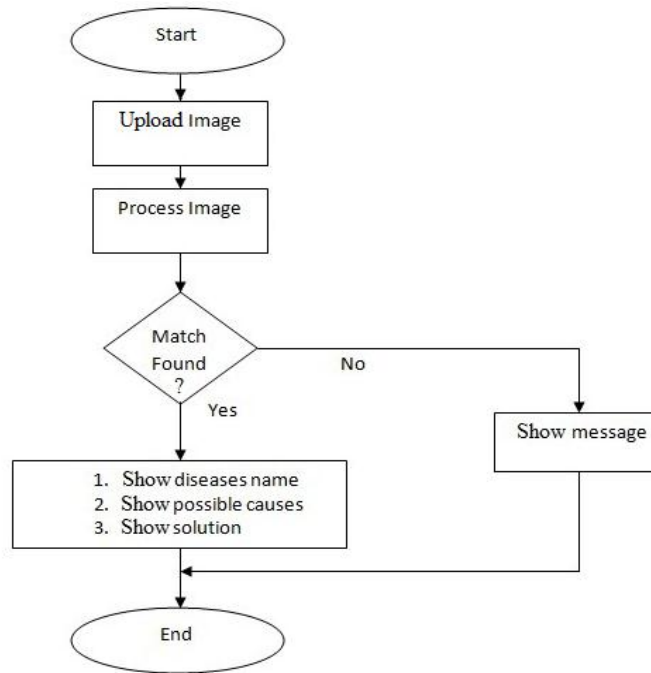 Start
Upload Image
Process Image
Match
Found
?
No
Yes
Show message
1. Show diseases name
2. Show possible causes
3. Show solution
End